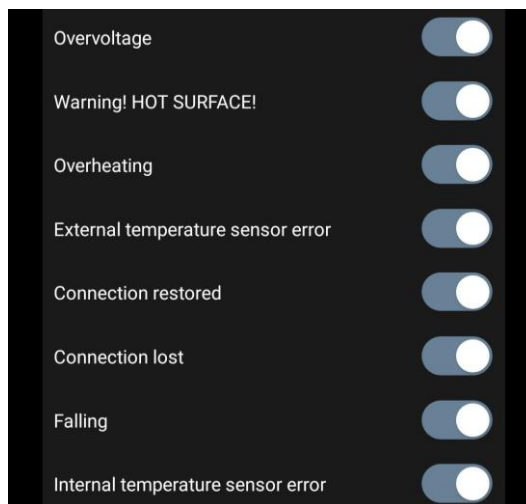 Overvoltage
Warning! HOT SURFACE!
Overheating
External temperature sensor error
Connection restored
Connection lost
Falling
Internal temperature sensor error